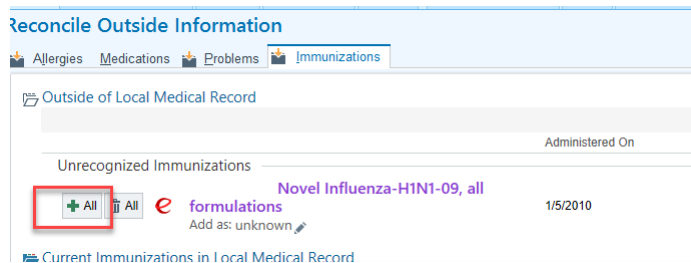 Reconcile Outside Information
Allergies Medications Problems Immunizations
Outside of Local Medical Record
Administered On
Unrecognized Immunizations
All All Novel Influenza-H1N1-09, all
formulations 1/5/2010
Add as: unknown
Current Immunizations in Local Medical Record